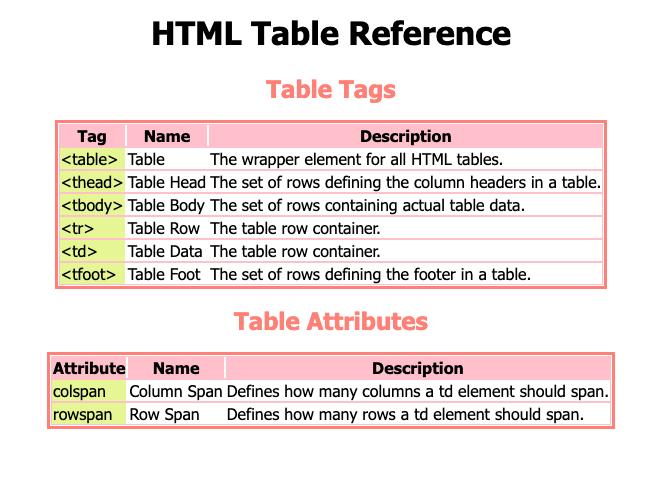 HTML Table Reference
Table Tags
Tag Name Description
<table> Table The wrapper element for all HTML tables.
<thead> Table Head The set of rows defining the column headers in a table.
<tbody> Table Body The set of rows containing actual table data.
<tr> Table Row The table row container.
<td> Table Data The table row container.
<tfoot> Table Foot The set of rows defining the footer in a table.
Table Attributes
Attribute Name Description
colspan Column Span Defines how many columns a td element should span.
rowspan Row Span Defines how many rows a td element should span.